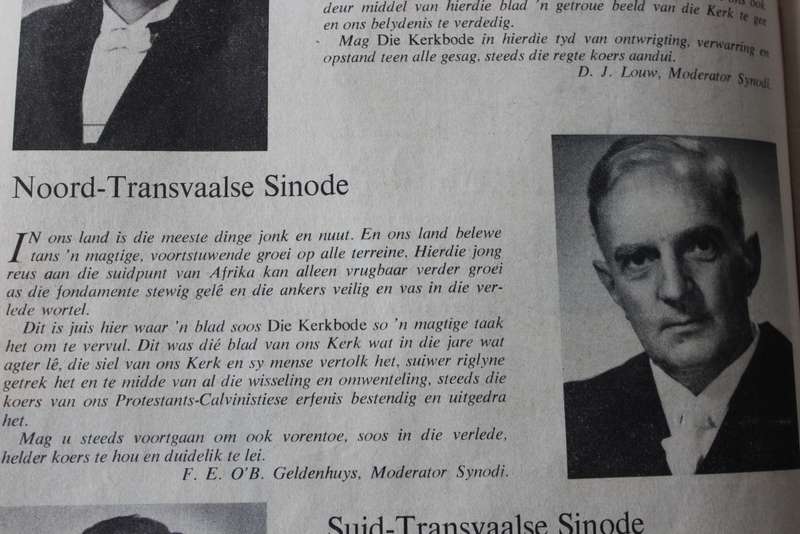 deur middel van hierdie blad 'n getroue beeld van die Kerk te gee
en ons belydenis te verdedig.
Mag Die Kerkbode in hierdie tyd van ontwrigting, verwarring en
opstand teen alle gesag, steeds die regte koers aandui.
D. J. Louw, Moderator Synodi.
Noord-Transvaalse Sinode
IN ons land is die meeste dinge jonk en nuut. En ons land belewe
tans 'n magtige, voortstuwende groei op alle terreine. Hierdie jong
reus aan die suidpunt van Afrika kan alleen vrugbaar verder groei
as die fondamente stewig gelê en die ankers veilig en vas in die ver-
lede wortel.
Dit is juis hier waar 'n blad soos Die Kerkbode so 'n magtige taak
het om te vervul. Dit was dié blad van ons Kerk wat in die jare wat
agter lê, die siel van ons Kerk en sy mense vertolk het, suiwer riglyne
getrek het en te midde van al die wisseling en omwenteling, steeds die
koers van ons Protestants-Calvinistiese erfenis bestendig en uitgedra
het.
Mag u steeds voortgaan om ook vorentoe, soos in die verlede,
helder koers te hou en duidelik te lei.
F. E. O'B. Geldenhuys, Moderator Synodi.
Suid-Transvaalse Sinode